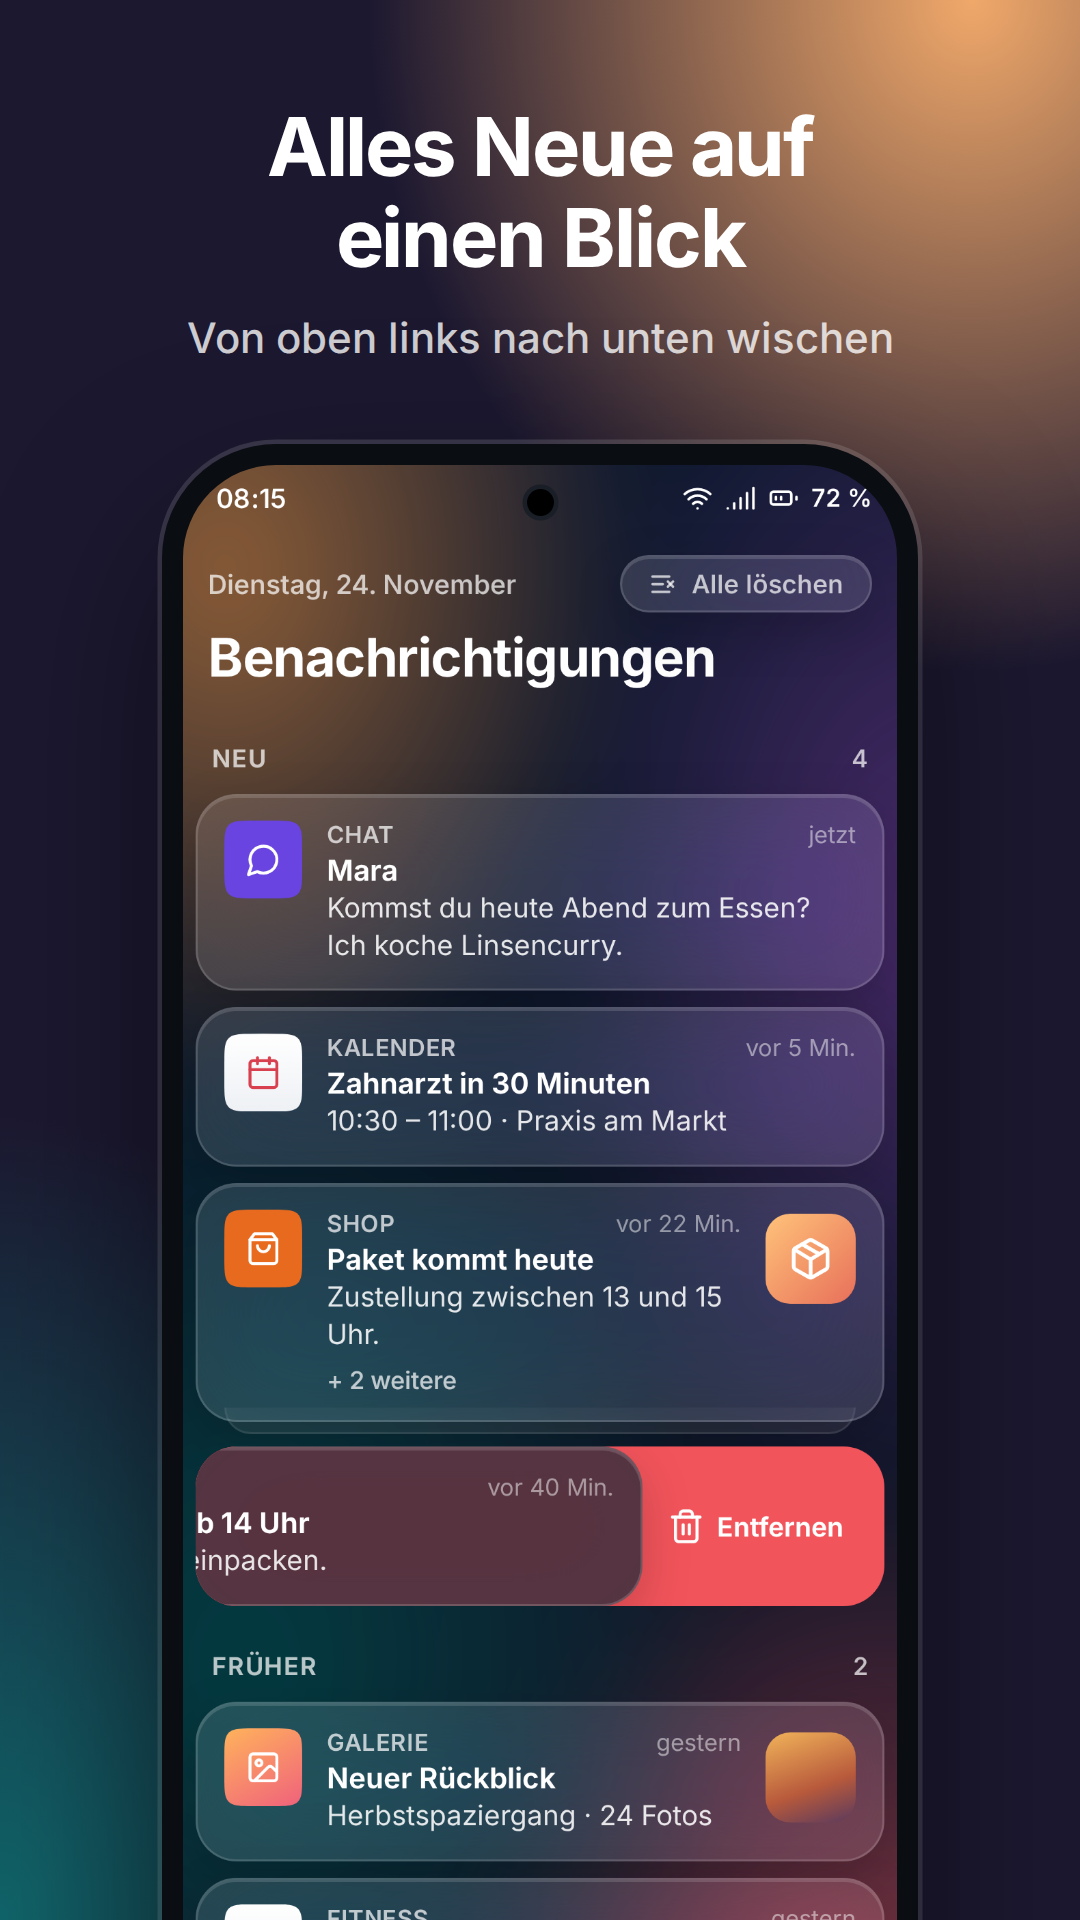 Alles Neue auf
einen Blick
Von oben links nach unten wischen
08:15
72 %
Dienstag, 24. November
Alle löschen
Benachrichtigungen
NEU
4
CHAT
jetzt
Mara
Kommst du heute Abend zum Essen?
Ich koche Linsencurry.
KALENDER
vor 5 Min.
Zahnarzt in 30 Minuten
10:30 – 11:00 · Praxis am Markt
SHOP
vor 22 Min.
Paket kommt heute
Zustellung zwischen 13 und 15
Uhr.
+ 2 weitere
vor 40 Min.
b 14 Uhr
einpacken.
Entfernen
FRÜHER
2
GALERIE
gestern
Neuer Rückblick
Herbstspaziergang · 24 Fotos
FITNESS
gestern